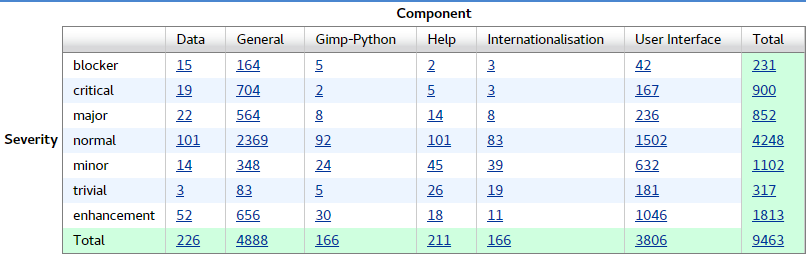 Component
Data General Gimp-Python Help Internationalisation User Interface Total
blocker 15 164 5 2 3 42 231
critical 19 704 2 5 3 167 900
major 22 564 8 14 8 236 852
Severity normal 101 2369 92 101 83 1502 4248
minor 14 348 24 45 39 632 1102
trivial 3 83 5 26 19 181 317
enhancement 52 656 30 18 11 1046 1813
Total 226 4888 166 211 166 3806 9463